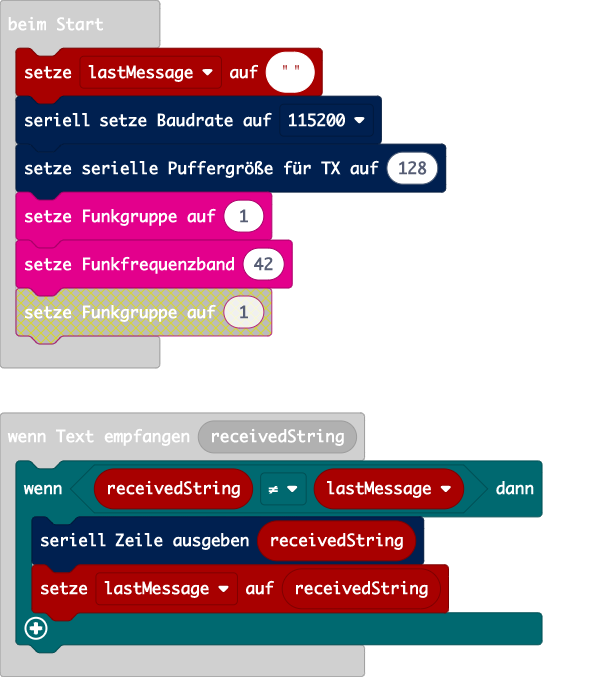 beim Start
setze lastMessage auf " "
seriell setze Baudrate auf 115200
setze serielle Puffergröße für TX auf 128
setze Funkgruppe auf 1
setze Funkfrequenzband 42
setze Funkgruppe auf 1
wenn Text empfangen receivedString
wenn receivedString ≠ lastMessage dann
seriell Zeile ausgeben receivedString
setze lastMessage auf receivedString